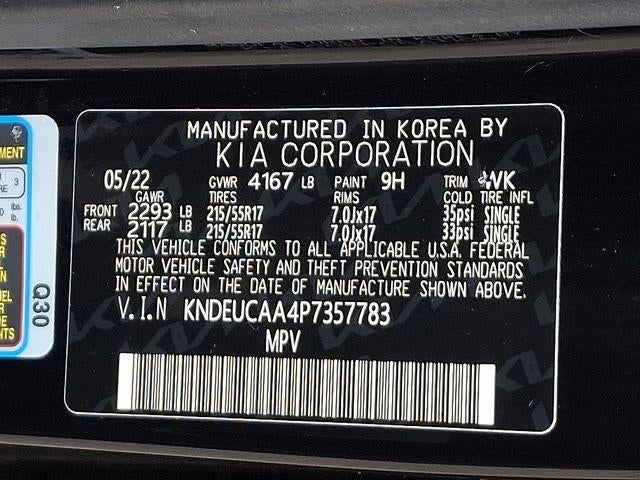 MANUFACTURED IN KOREA BY
KIA CORPORATION
05/22 GVWR 4167 LB PAINT 9H TRIM WK
GAWR TIRES RIMS COLD TIRE INFL
FRONT 2293 LB 215/55R17 7.0Jx17 35psi SINGLE
REAR 2117 LB 215/55R17 7.0Jx17 33psi SINGLE
THIS VEHICLE CONFORMS TO ALL APPLICABLE U.S.A. FEDERAL
MOTOR VEHICLE SAFETY AND THEFT PREVENTION STANDARDS
IN EFFECT ON THE DATE OF MANUFACTURE SHOWN ABOVE.
V.I.N KNDEUCAA4P7357783
MPV
Q30